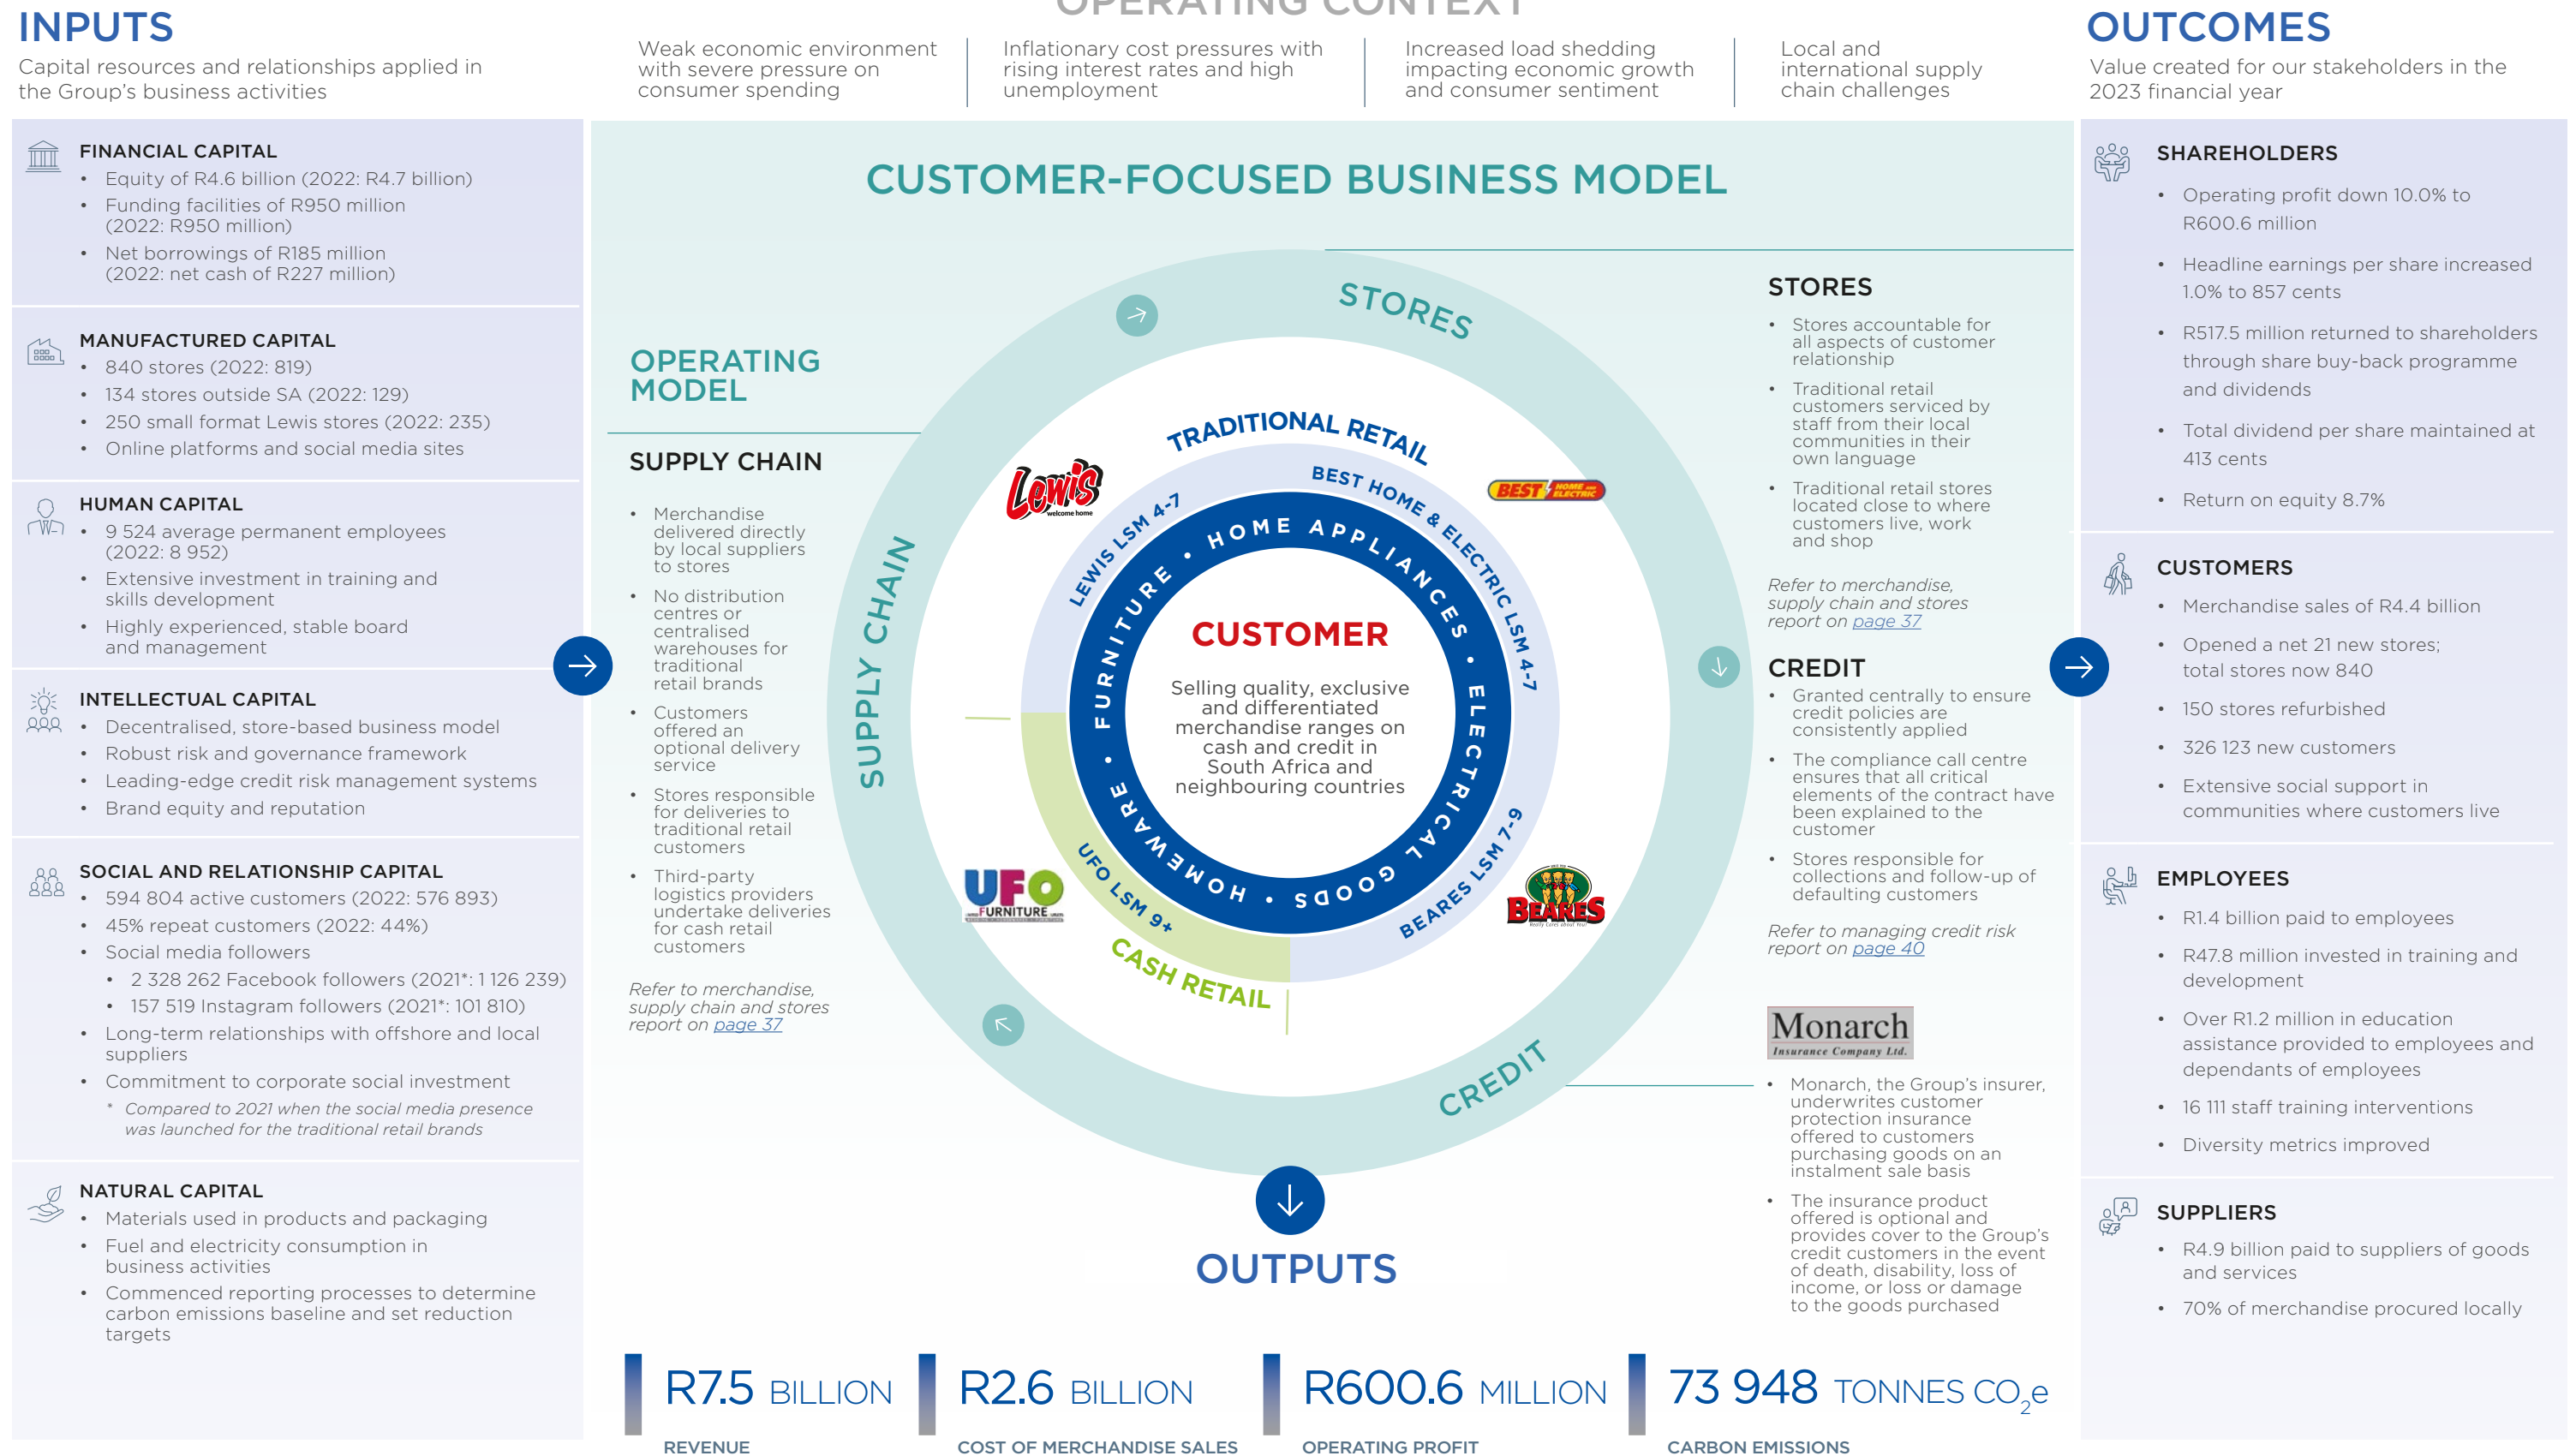 OPERATING CONTEXT
INPUTS
Capital resources and relationships applied in
the Group's business activities
Weak economic environment
with severe pressure on
consumer spending
Inflationary cost pressures with
rising interest rates and high
unemployment
Increased load shedding
impacting economic growth
and consumer sentiment
Local and
international supply
chain challenges
OUTCOMES
Value created for our stakeholders in the
2023 financial year
FINANCIAL CAPITAL
• Equity of R4.6 billion (2022: R4.7 billion)
• Funding facilities of R950 million
(2022: R950 million)
• Net borrowings of R185 million
(2022: net cash of R227 million)
MANUFACTURED CAPITAL
• 840 stores (2022: 819)
• 134 stores outside SA (2022: 129)
• 250 small format Lewis stores (2022: 235)
• Online platforms and social media sites
HUMAN CAPITAL
• 9 524 average permanent employees
(2022: 8 952)
• Extensive investment in training and
skills development
• Highly experienced, stable board
and management
INTELLECTUAL CAPITAL
• Decentralised, store-based business model
• Robust risk and governance framework
• Leading-edge credit risk management systems
• Brand equity and reputation
SOCIAL AND RELATIONSHIP CAPITAL
• 594 804 active customers (2022: 576 893)
• 45% repeat customers (2022: 44%)
• Social media followers
• 2 328 262 Facebook followers (2021*: 1 126 239)
• 157 519 Instagram followers (2021*: 101 810)
• Long-term relationships with offshore and local
suppliers
• Commitment to corporate social investment
* Compared to 2021 when the social media presence
was launched for the traditional retail brands
NATURAL CAPITAL
• Materials used in products and packaging
• Fuel and electricity consumption in
business activities
• Commenced reporting processes to determine
carbon emissions baseline and set reduction
targets
CUSTOMER-FOCUSED BUSINESS MODEL
OPERATING
MODEL
SUPPLY CHAIN
• Merchandise
delivered directly
by local suppliers
to stores
• No distribution
centres or
centralised
warehouses for
traditional
retail brands
• Customers
offered an
optional delivery
service
• Stores responsible
for deliveries to
traditional retail
customers
• Third-party
logistics providers
undertake deliveries
for cash retail
customers
Refer to merchandise,
supply chain and stores
report on page 37
STORES
SUPPLY CHAIN
CREDIT
TRADITIONAL RETAIL
CASH RETAIL
Lewis
welcome home
BEST HOME AND ELECTRIC
UFO
FURNITURE
BEARES
LEWIS LSM 4-7
BEST HOME & ELECTRIC LSM 4-7
BEARES LSM 7-9
UFO LSM 9+
FURNITURE • HOME APPLIANCES • ELECTRICAL GOODS • HOMEWARE •
CUSTOMER
Selling quality, exclusive
and differentiated
merchandise ranges on
cash and credit in
South Africa and
neighbouring countries
STORES
• Stores accountable for
all aspects of customer
relationship
• Traditional retail
customers serviced by
staff from their local
communities in their
own language
• Traditional retail stores
located close to where
customers live, work
and shop
Refer to merchandise,
supply chain and stores
report on page 37
CREDIT
• Granted centrally to ensure
credit policies are
consistently applied
• The compliance call centre
ensures that all critical
elements of the contract have
been explained to the
customer
• Stores responsible for
collections and follow-up of
defaulting customers
Refer to managing credit risk
report on page 40
Monarch
Insurance Company Ltd.
• Monarch, the Group's insurer,
underwrites customer
protection insurance
offered to customers
purchasing goods on an
instalment sale basis
• The insurance product
offered is optional and
provides cover to the Group's
credit customers in the event
of death, disability, loss of
income, or loss or damage
to the goods purchased
OUTPUTS
R7.5 BILLION
REVENUE
R2.6 BILLION
COST OF MERCHANDISE SALES
R600.6 MILLION
OPERATING PROFIT
73 948 TONNES CO2e
CARBON EMISSIONS
SHAREHOLDERS
• Operating profit down 10.0% to
R600.6 million
• Headline earnings per share increased
1.0% to 857 cents
• R517.5 million returned to shareholders
through share buy-back programme
and dividends
• Total dividend per share maintained at
413 cents
• Return on equity 8.7%
CUSTOMERS
• Merchandise sales of R4.4 billion
• Opened a net 21 new stores;
total stores now 840
• 150 stores refurbished
• 326 123 new customers
• Extensive social support in
communities where customers live
EMPLOYEES
• R1.4 billion paid to employees
• R47.8 million invested in training and
development
• Over R1.2 million in education
assistance provided to employees and
dependants of employees
• 16 111 staff training interventions
• Diversity metrics improved
SUPPLIERS
• R4.9 billion paid to suppliers of goods
and services
• 70% of merchandise procured locally